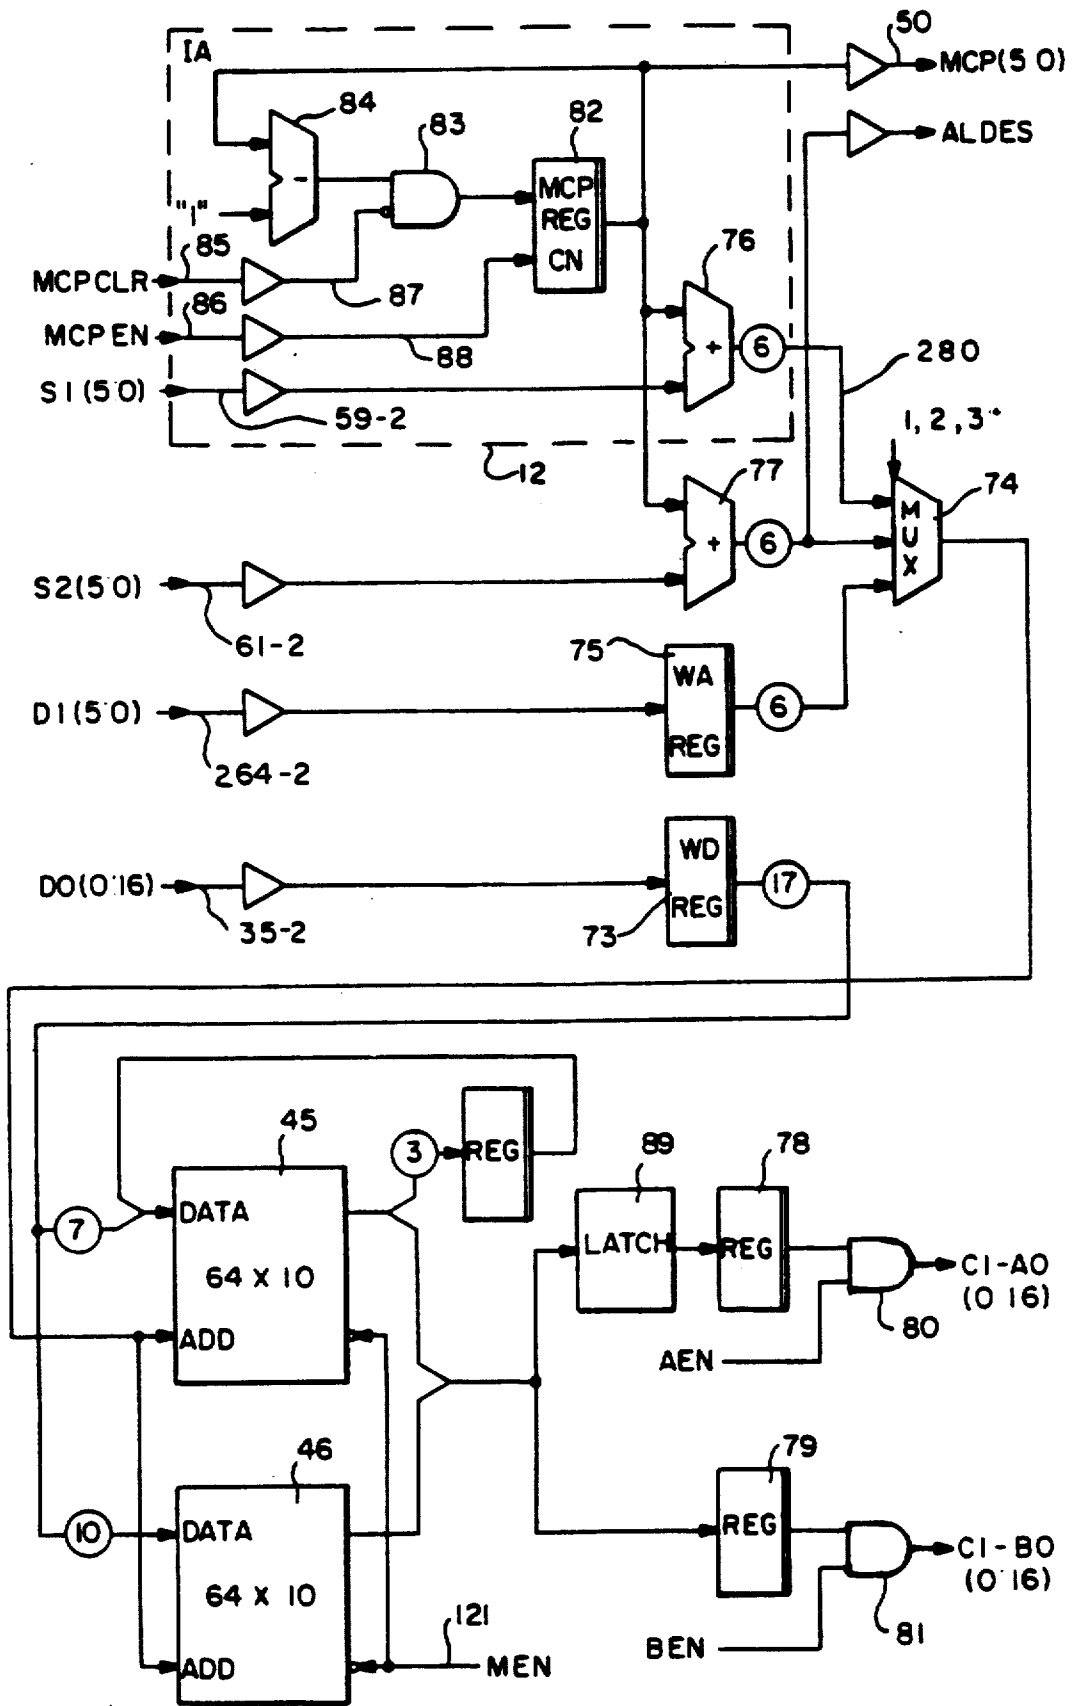 50
IA
MCP(5 0)
84
83
82
ALDES
MCP
REG
CN
"1"
85
76
MCPCLR
87
86
MCPEN
88
6
280
S1(5:0)
59-2
1, 2, 3
12
77
74
MUX
6
S2(5:0)
61-2
75
WA
REG
6
D1(5:0)
264-2
WD
REG
17
D0(0:16)
35-2
73
45
3
REG
89
78
7
DATA
LATCH
REG
64 X 10
C1-A0
(0 16)
80
ADD
AEN
46
79
10
DATA
REG
C1-B0
(0 16)
64 X 10
121
81
BEN
ADD
MEN